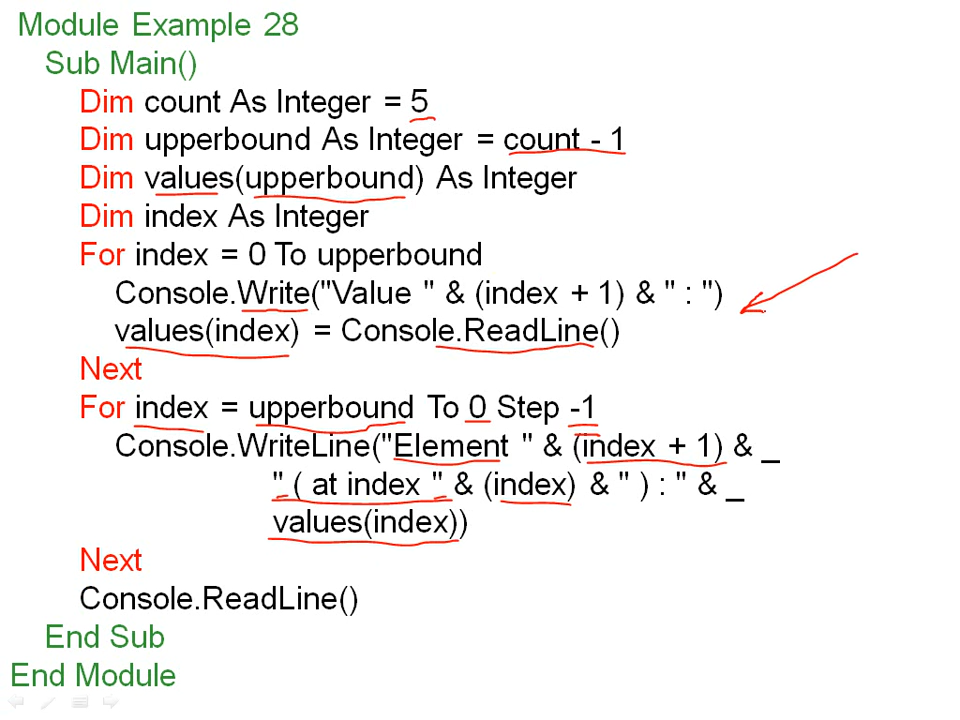 Module Example 28
Sub Main()
Dim count As Integer = 5
Dim upperbound As Integer = count - 1
Dim values(upperbound) As Integer
Dim index As Integer
For index = 0 To upperbound
Console.Write("Value " & (index + 1) & " : ")
values(index) = Console.ReadLine()
Next
For index = upperbound To 0 Step -1
Console.WriteLine("Element " & (index + 1) & _
" ( at index " & (index) & " ) : " & _
values(index))
Next
Console.ReadLine()
End Sub
End Module